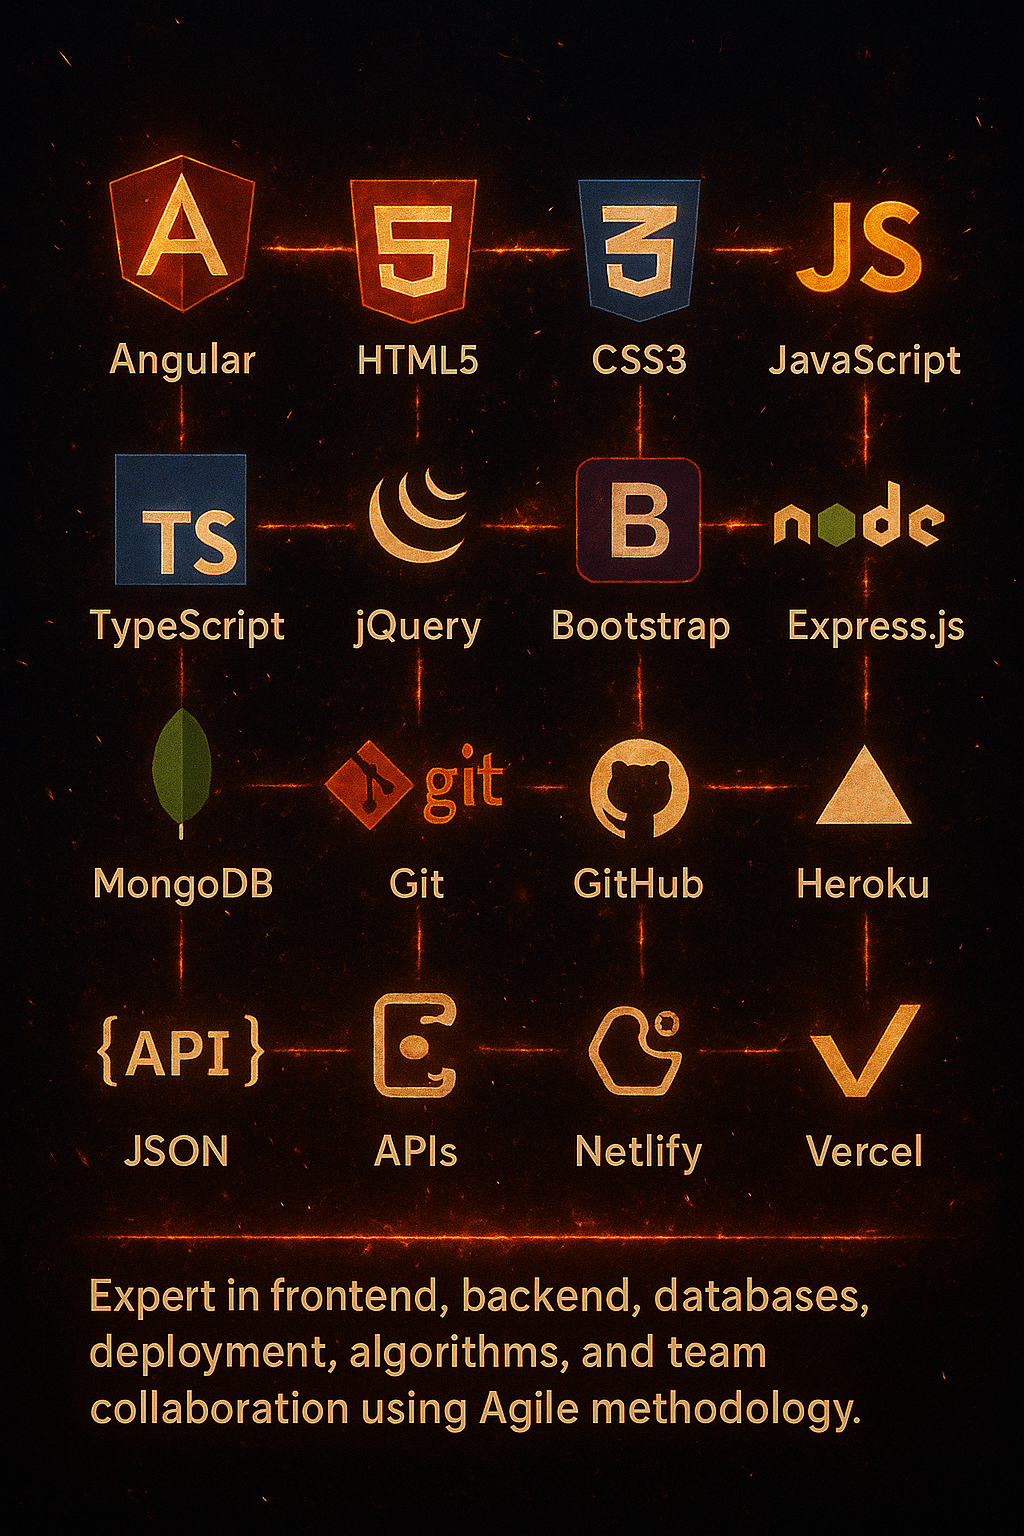 A 5 3 JS
Angular HTML5 CSS3 JavaScript
TS B node
TypeScript jQuery Bootstrap Express.js
git
MongoDB Git GitHub Heroku
{API}
JSON APIs Netlify Vercel
Expert in frontend, backend, databases,
deployment, algorithms, and team
collaboration using Agile methodology.